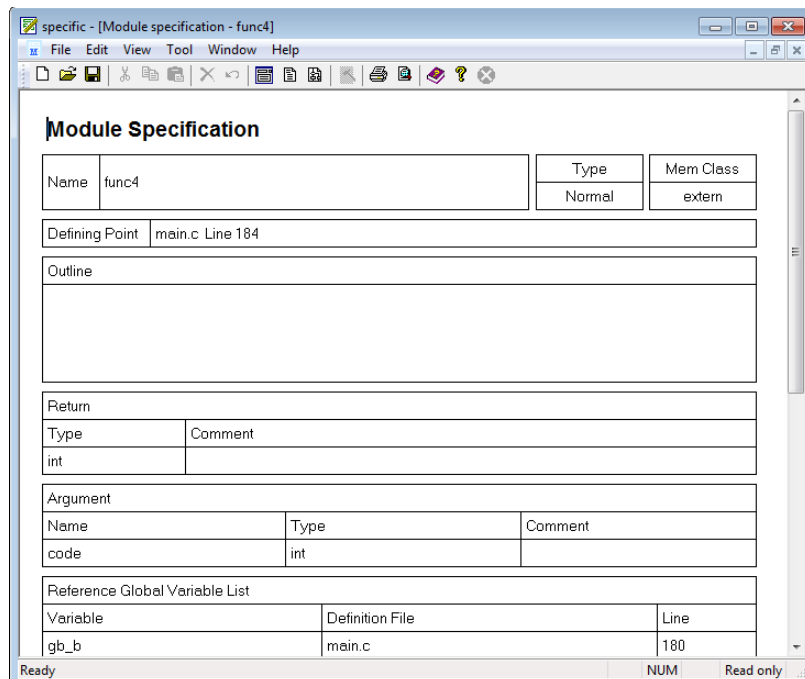 specific - [Module specification - func4]
File Edit View Tool Window Help
Module Specification
Name func4 Type Mem Class
Normal extern
Defining Point main.c Line 184
Outline
Return
Type Comment
int
Argument
Name Type Comment
code int
Reference Global Variable List
Variable Definition File Line
gb_b main.c 180
Ready NUM Read only